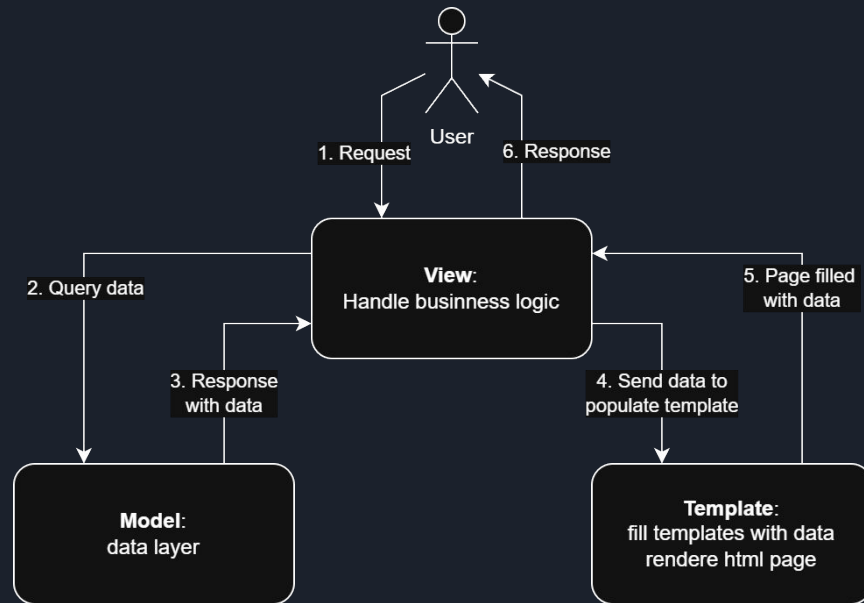 User
1. Request
6. Response
View:
Handle businness logic
2. Query data
3. Response
with data
4. Send data to
populate template
5. Page filled
with data
Model:
data layer
Template:
fill templates with data
rendere html page